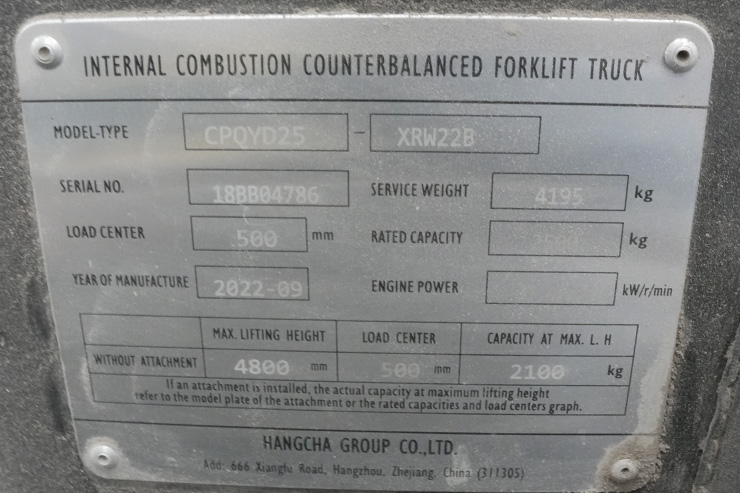 INTERNAL COMBUSTION COUNTERBALANCED FORKLIFT TRUCK
MODEL-TYPE CPQYD25 - XRW22B
SERIAL NO. 18BB04786 SERVICE WEIGHT 4195 kg
LOAD CENTER 500 mm RATED CAPACITY 2500 kg
YEAR OF MANUFACTURE 2022-09 ENGINE POWER kW/r/min
MAX. LIFTING HEIGHT LOAD CENTER CAPACITY AT MAX. L. H
WITHOUT ATTACHMENT 4800 mm 500 mm 2100 kg
If an attachment is installed, the actual capacity at maximum lifting height
refer to the model plate of the attachment or the rated capacities and load centers graph.
HANGCHA GROUP CO.,LTD.
Add: 666 Xiangfu Road, Hangzhou, Zhejiang, China (311305)